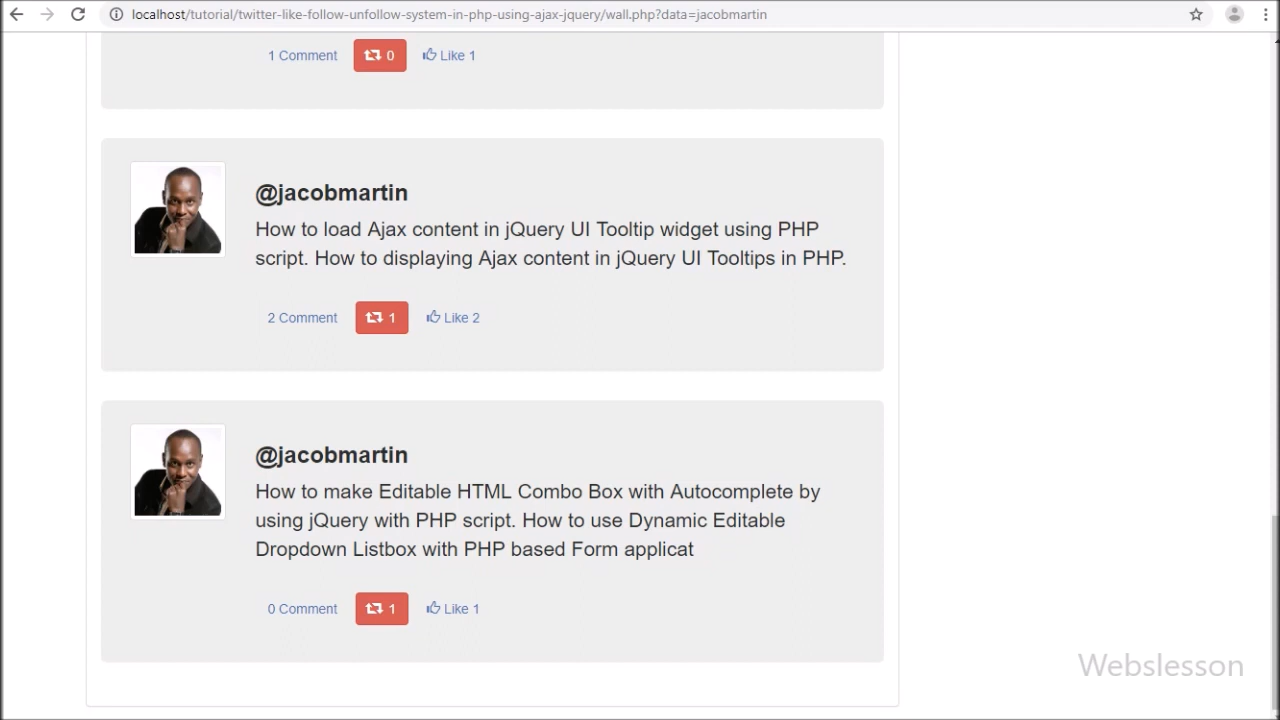 localhost/tutorial/twitter-like-follow-unfollow-system-in-php-using-ajax-jquery/wall.php?data=jacobmartin
1 Comment 0 Like 1
@jacobmartin
How to load Ajax content in jQuery UI Tooltip widget using PHP
script. How to displaying Ajax content in jQuery UI Tooltips in PHP.
2 Comment 1 Like 2
@jacobmartin
How to make Editable HTML Combo Box with Autocomplete by
using jQuery with PHP script. How to use Dynamic Editable
Dropdown Listbox with PHP based Form applicat
0 Comment 1 Like 1
Webslesson